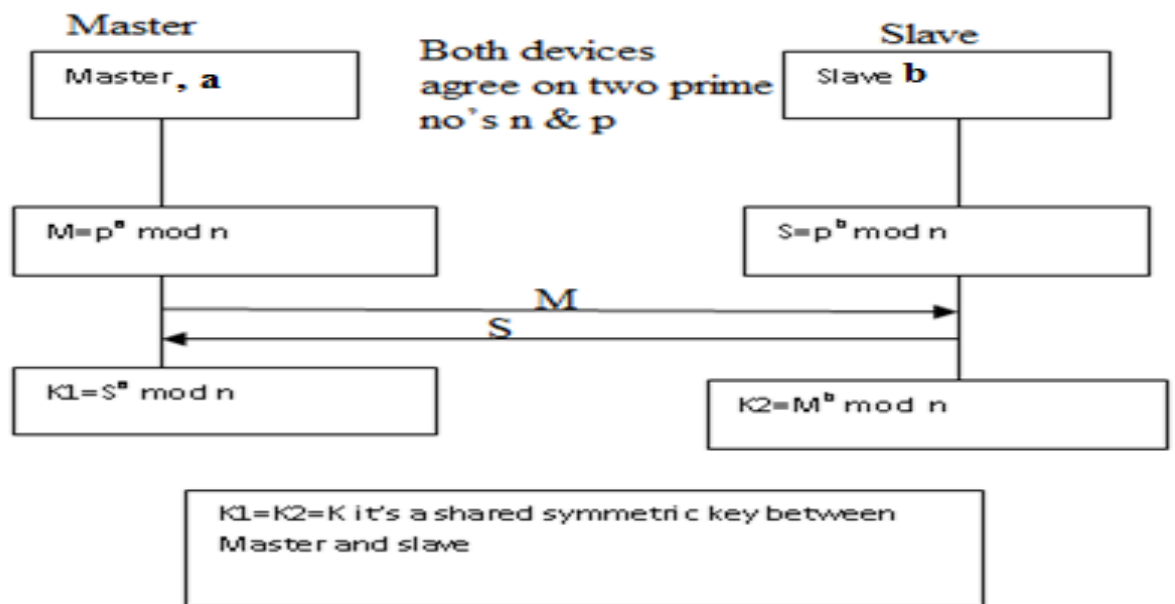 Master
Slave
Master, a
Both devices
agree on two prime
no's n & p
Slave b
M=pᵃ mod n
S=pᵇ mod n
M
S
K1=Sᵃ mod n
K2=Mᵇ mod n
K1=K2=K it's a shared symmetric key between
Master and slave